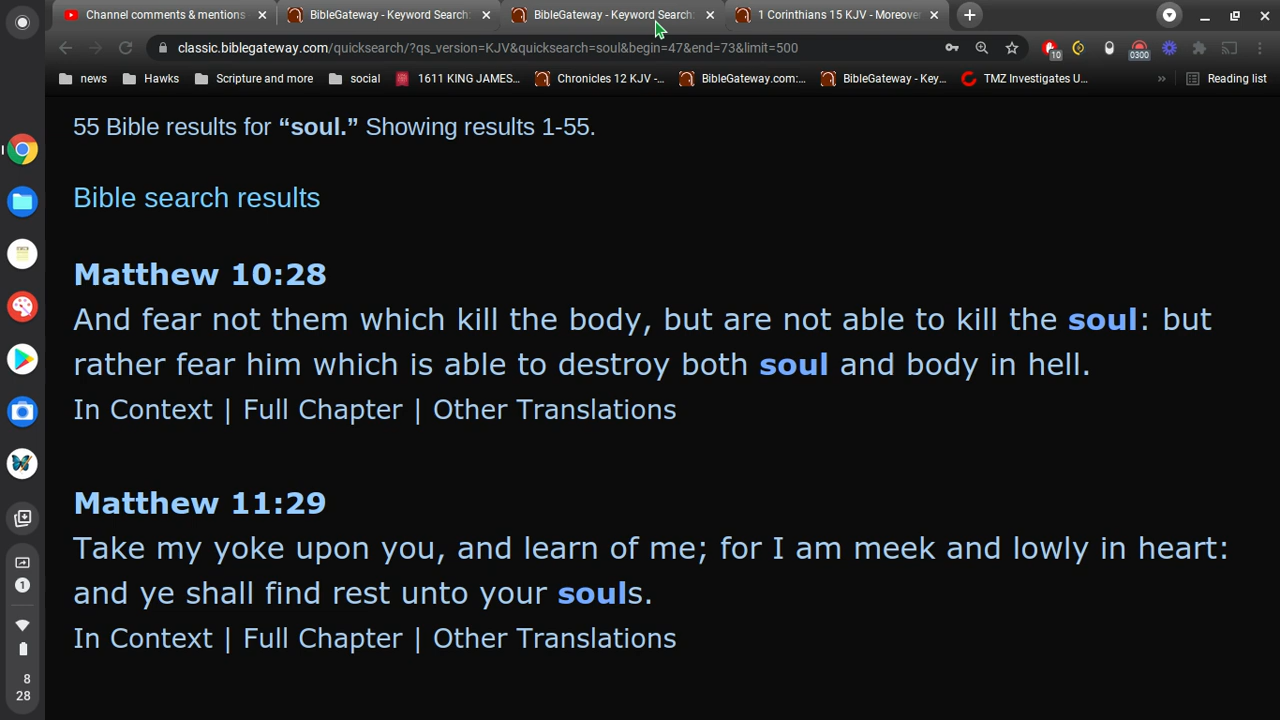 Channel comments & mentions
BibleGateway - Keyword Search:
BibleGateway - Keyword Search:
1 Corinthians 15 KJV - Moreover
classic.biblegateway.com/quicksearch/?qs_version=KJV&quicksearch=soul&begin=47&end=73&limit=500
10
0300
news
Hawks
Scripture and more
social
1611 KING JAMES...
Chronicles 12 KJV -...
BibleGateway.com:...
BibleGateway - Key...
TMZ Investigates U...
»
Reading list
55 Bible results for “soul.” Showing results 1-55.
Bible search results
Matthew 10:28
And fear not them which kill the body, but are not able to kill the soul: but
rather fear him which is able to destroy both soul and body in hell.
In Context | Full Chapter | Other Translations
Matthew 11:29
Take my yoke upon you, and learn of me; for I am meek and lowly in heart:
and ye shall find rest unto your souls.
In Context | Full Chapter | Other Translations
1
8
28